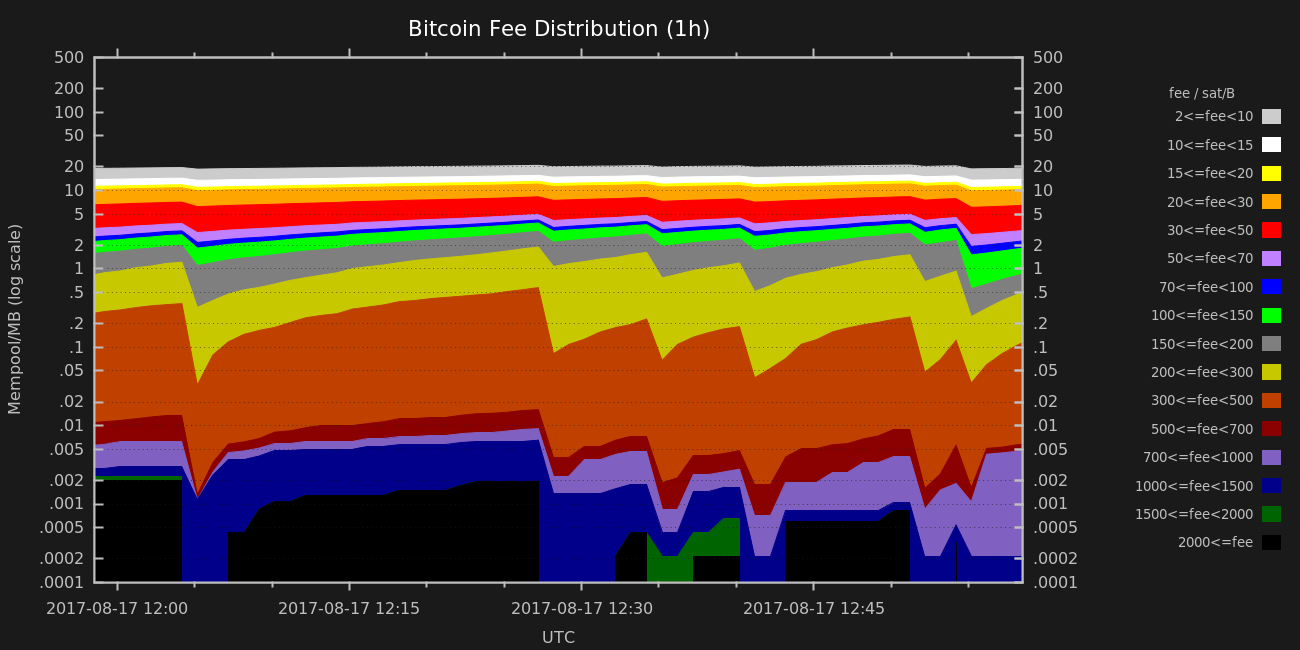 Bitcoin Fee Distribution (1h)
500
200
100
50
20
10
5
2
1
.5
.2
.1
.05
.02
.01
.005
.002
.001
.0005
.0002
.0001
Mempool/MB (log scale)
500
200
100
50
20
10
5
2
1
.5
.2
.1
.05
.02
.01
.005
.002
.001
.0005
.0002
.0001
2017-08-17 12:00
2017-08-17 12:15
2017-08-17 12:30
2017-08-17 12:45
UTC
fee / sat/B
2<=fee<10
10<=fee<15
15<=fee<20
20<=fee<30
30<=fee<50
50<=fee<70
70<=fee<100
100<=fee<150
150<=fee<200
200<=fee<300
300<=fee<500
500<=fee<700
700<=fee<1000
1000<=fee<1500
1500<=fee<2000
2000<=fee